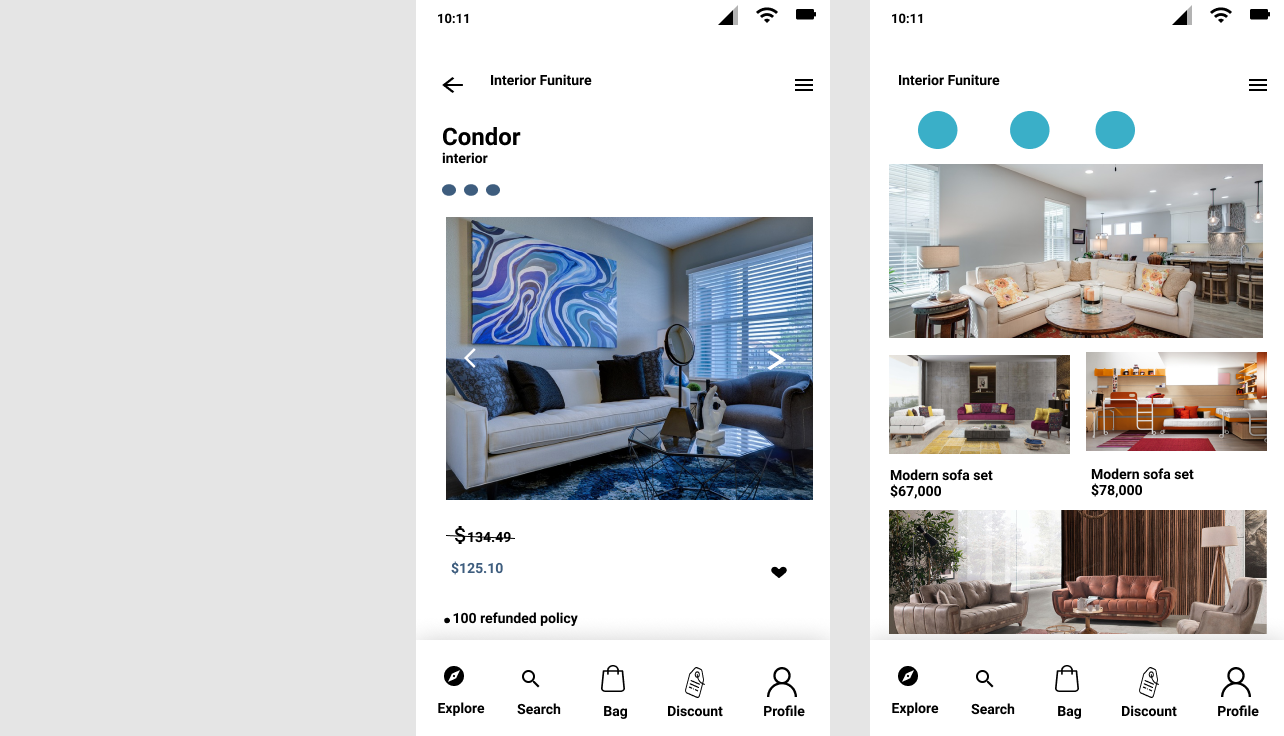 10:11
Interior Funiture
Condor
interior
$134.49
$125.10
100 refunded policy
Explore
Search
Bag
Discount
Profile
10:11
Interior Funiture
Modern sofa set
$67,000
Modern sofa set
$78,000
Explore
Search
Bag
Discount
Profile